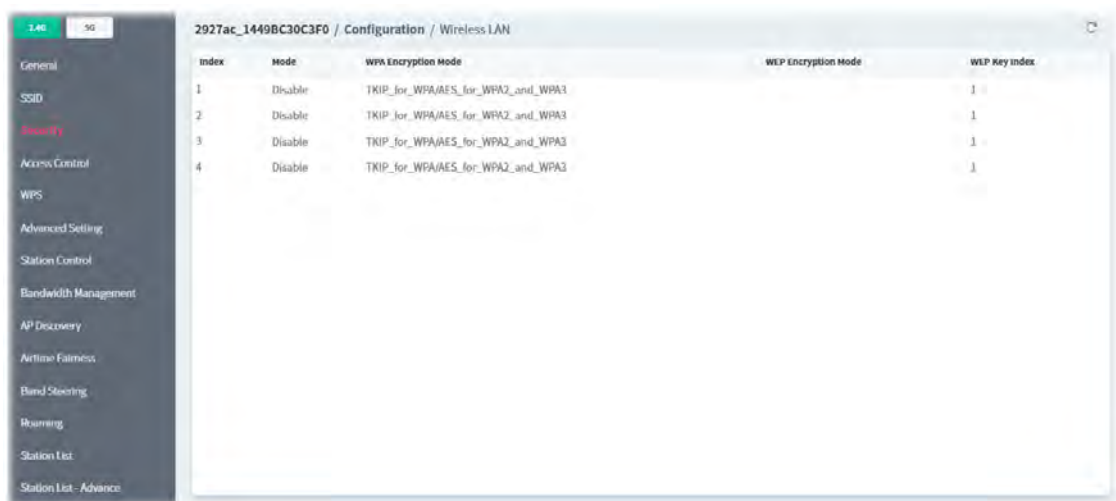 2.4G 5G
2927ac_1449BC30C3F0 / Configuration / Wireless LAN
General
SSID
Security
Access Control
WPS
Advanced Setting
Station Control
Bandwidth Management
AP Discovery
Airtime Fairness
Band Steering
Roaming
Station List
Station List - Advance
Index Mode WPA Encryption Mode WEP Encryption Mode WEP Key Index
1 Disable TKIP_for_WPA/AES_for_WPA2_and_WPA3 1
2 Disable TKIP_for_WPA/AES_for_WPA2_and_WPA3 1
3 Disable TKIP_for_WPA/AES_for_WPA2_and_WPA3 1
4 Disable TKIP_for_WPA/AES_for_WPA2_and_WPA3 1